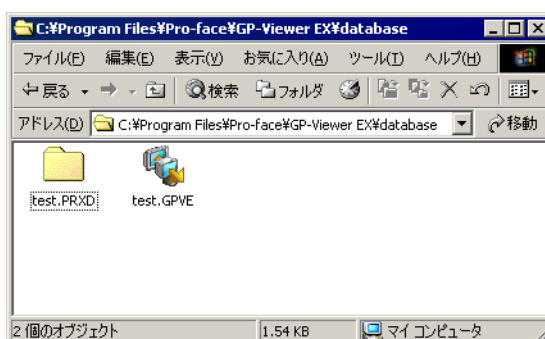 C:¥Program Files¥Pro-face¥GP-Viewer EX¥database
ファイル(F) 編集(E) 表示(V) お気に入り(A) ツール(T) ヘルプ(H)
戻る 検索 フォルダ
アドレス(D) C:¥Program Files¥Pro-face¥GP-Viewer EX¥database 移動
test.PRXD test.GPVE
2 個のオブジェクト 1.54 KB マイ コンピュータ